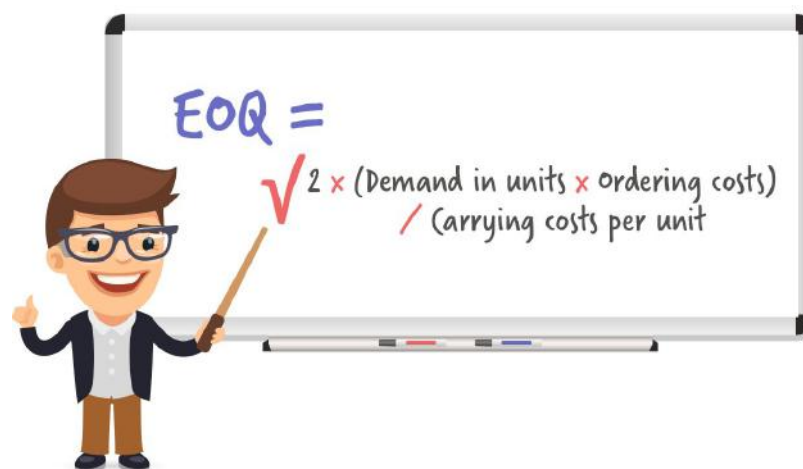 EOQ =
√ 2 × (Demand in units × Ordering costs)
/ Carrying costs per unit